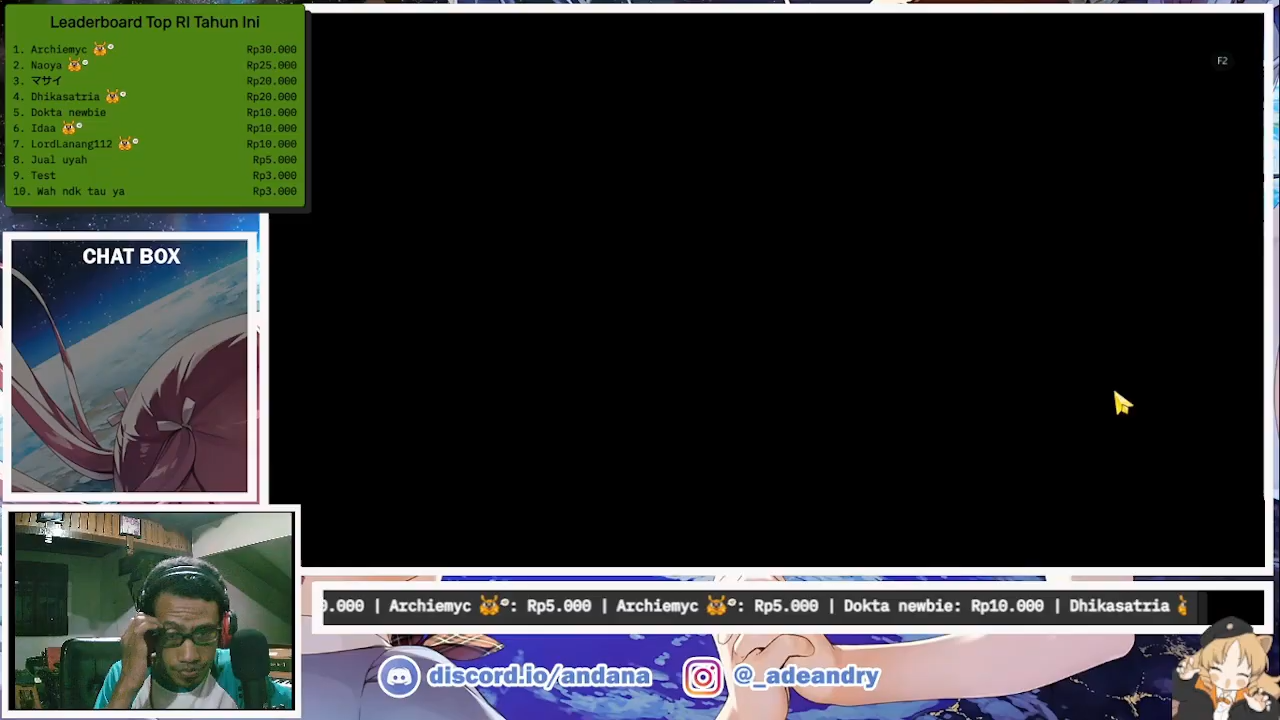 Leaderboard Top RI Tahun Ini
1. Archiemyc Rp30.000
2. Naoya Rp25.000
3. マサイ Rp20.000
4. Dhikasatria Rp20.000
5. Dokta newbie Rp10.000
6. Idaa Rp10.000
7. LordLanang112 Rp10.000
8. Jual uyah Rp5.000
9. Test Rp3.000
10. Wah ndk tau ya Rp3.000
F2
CHAT BOX
0.000 | Archiemyc : Rp5.000 | Archiemyc : Rp5.000 | Dokta newbie: Rp10.000 | Dhikasatria
discord.io/andana @_adeandry